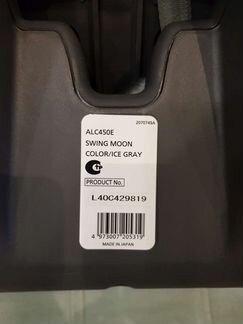 2070749A
ALC450E
SWING MOON
COLOR/ICE GRAY
PRODUCT No.
L40C429819
4 973007 205319
MADE IN JAPAN